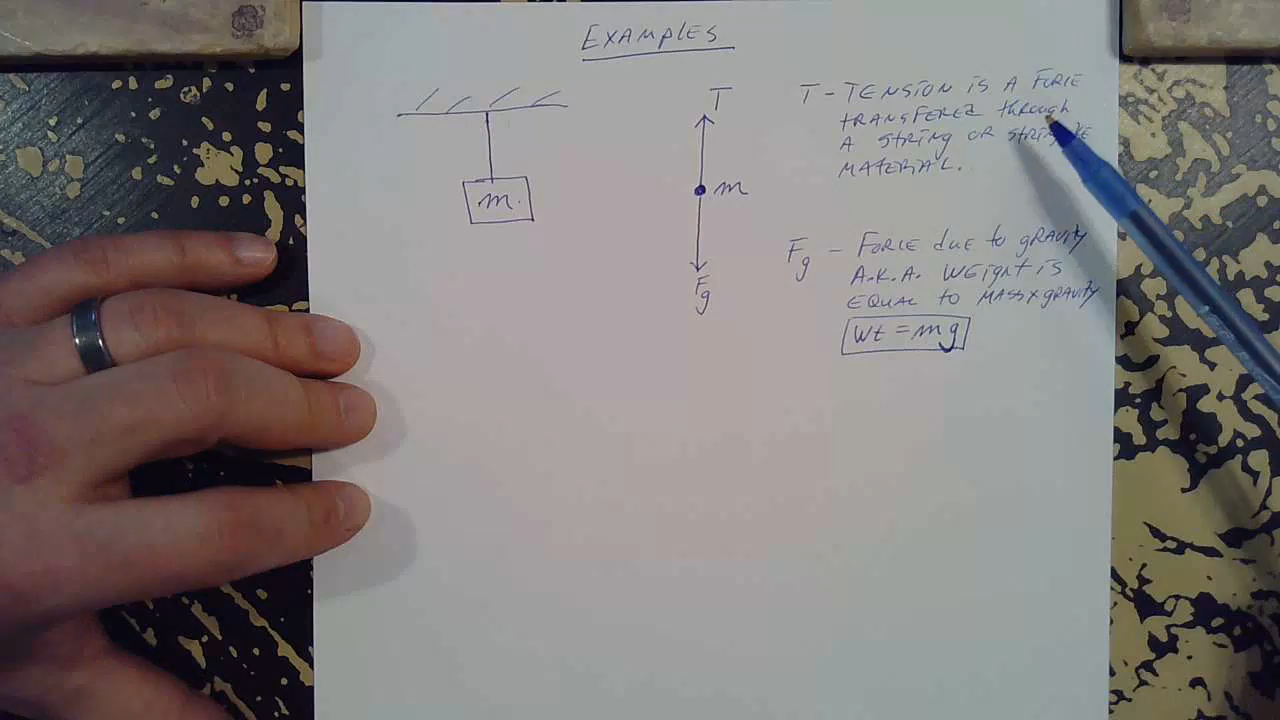 EXAMPLES
T
m
m.
Fg
T - TENSION IS A FORCE
TRANSFERED through
A STRING OR
MATERIAL.
Fg - FORCE due to gRAVITY
A.K.A. WEIGHT IS
EQUAL to MASS x gRAVITY
Wt = mg